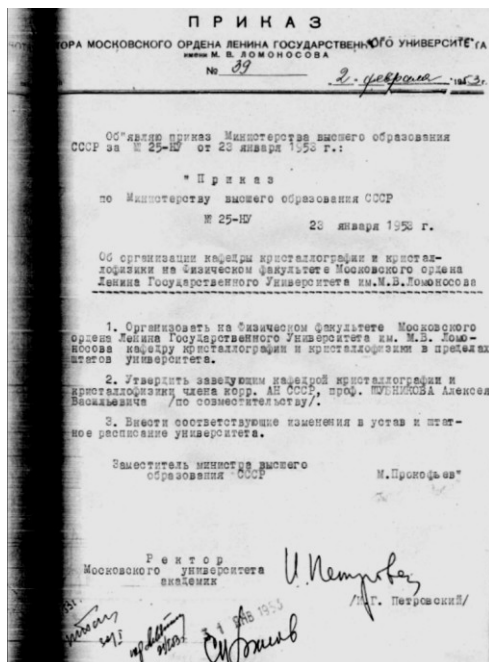 ПРИКАЗ
ТОРА МОСКОВСКОГО ОРДЕНА ЛЕНИНА ГОСУДАРСТВЕННОГО УНИВЕРСИТЕТА
имени М. В. ЛОМОНОСОВА
№ 39
2 февраля 1953 г.
Об"являю приказ Министерства высшего образования
СССР за № 25-НУ от 23 января 1953 г.:
"Приказ
по Министерству высшего образования СССР
№ 25-НУ
23 января 1953 г.
Об организации кафедры кристаллографии и кристал-
лофизики на Физическом факультете Московского ордена
Ленина Государственного Университета им.М.В.Ломоносова
1. Организовать на Физическом факультете Московского
ордена Ленина Государственного Университета им. М.В. Ломо-
носова кафедру кристаллографии и кристаллофизики в пределах
штатов университета.
2. Утвердить заведующим кафедрой кристаллографии и
кристаллофизики члена корр. АН СССР, проф. ШУБНИКОВА Алексея
Васильевича /по совместительству/.
3. Внести соответствующие изменения в устав и штат-
ное расписание университета.
Заместитель министра высшего
образования СССР М.Прокофьев"
Ректор
Московского университета
академик
И. Петровский
/И.Г. Петровский/
31 ЯНВ 1953